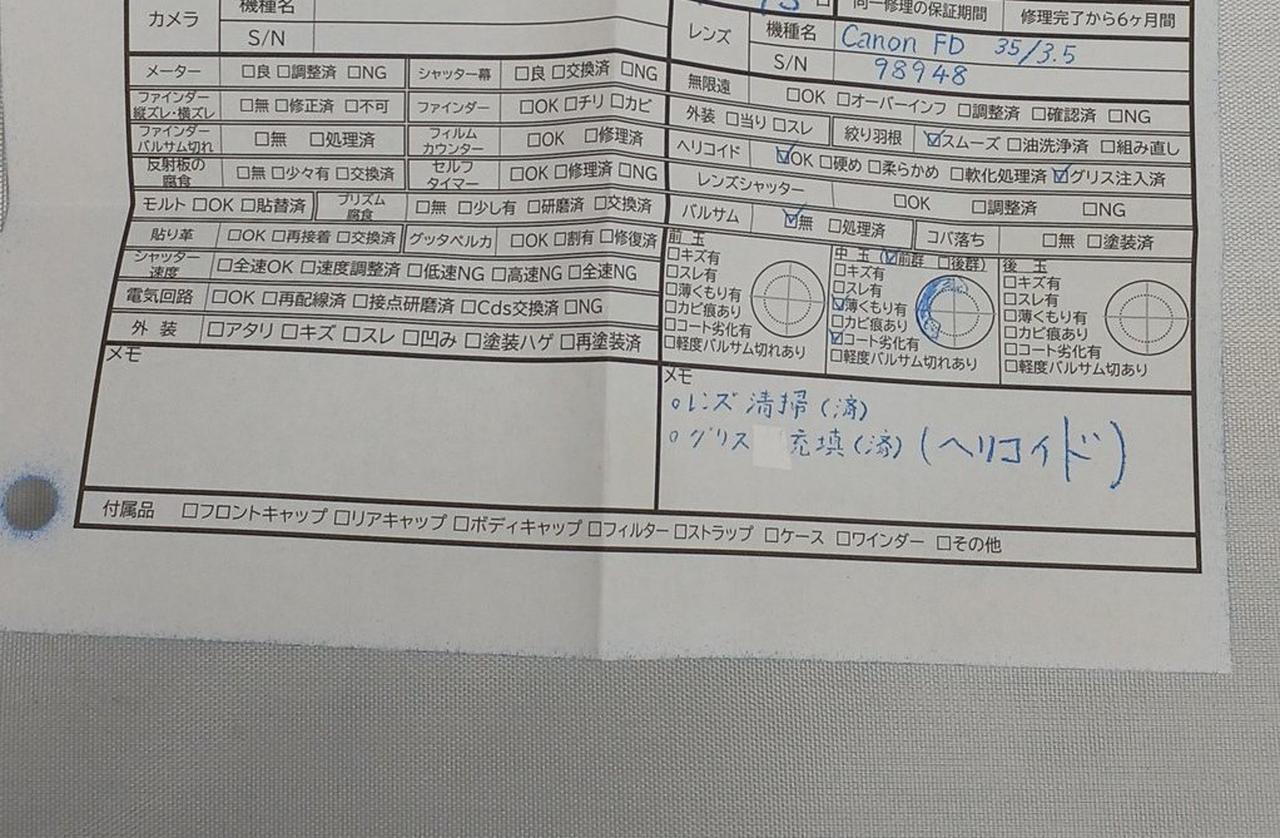 カメラ 機種名
S/N
同一修理の保証期間 修理完了から6ヶ月間
レンズ 機種名 Canon FD 35/3.5
S/N 98948
メーター □良 □調整済 □NG シャッター幕 □良 □交換済 □NG
ファインダー縦ズレ・横ズレ □無 □修正済 □不可 ファインダー □OK □チリ □カビ
ファインダーバルサム切れ □無 □処理済 フィルムカウンター □OK □修理済
反射板の腐食 □無 □少々有 □交換済 セルフタイマー □OK □修理済 □NG
モルト □OK □貼替済 プリズム腐食 □無 □少し有 □研磨済 □交換済
貼り革 □OK □再接着 □交換済 グッタペルカ □OK □割有 □修復済
シャッター速度 □全速OK □速度調整済 □低速NG □高速NG □全速NG
電気回路 □OK □再配線済 □接点研磨済 □Cds交換済 □NG
外装 □アタリ □キズ □スレ □凹み □塗装ハゲ □再塗装済
メモ
無限遠 □OK □オーバーインフ □調整済 □確認済 □NG
外装 □当り □スレ 絞り羽根 ☑スムーズ □油洗浄済 □組み直し
ヘリコイド ☑OK □硬め □柔らかめ □軟化処理済 ☑グリス注入済
レンズシャッター □OK □調整済 □NG
バルサム ☑無 □処理済 コバ落ち □無 □塗装済
前玉
□キズ有
□スレ有
□薄くもり有
□カビ痕あり
□コート劣化有
□軽度バルサム切れあり
中玉 (☑前群 □後群)
□キズ有
□スレ有
☑薄くもり有
□カビ痕あり
☑コート劣化有
□軽度バルサム切れあり
後玉
□キズ有
□スレ有
□薄くもり有
□カビ痕あり
□コート劣化有
□軽度バルサム切あり
メモ
○レンズ清掃(済)
○グリス 充填(済)(ヘリコイド)
付属品 □フロントキャップ □リアキャップ □ボディキャップ □フィルター □ストラップ □ケース □ワインダー □その他